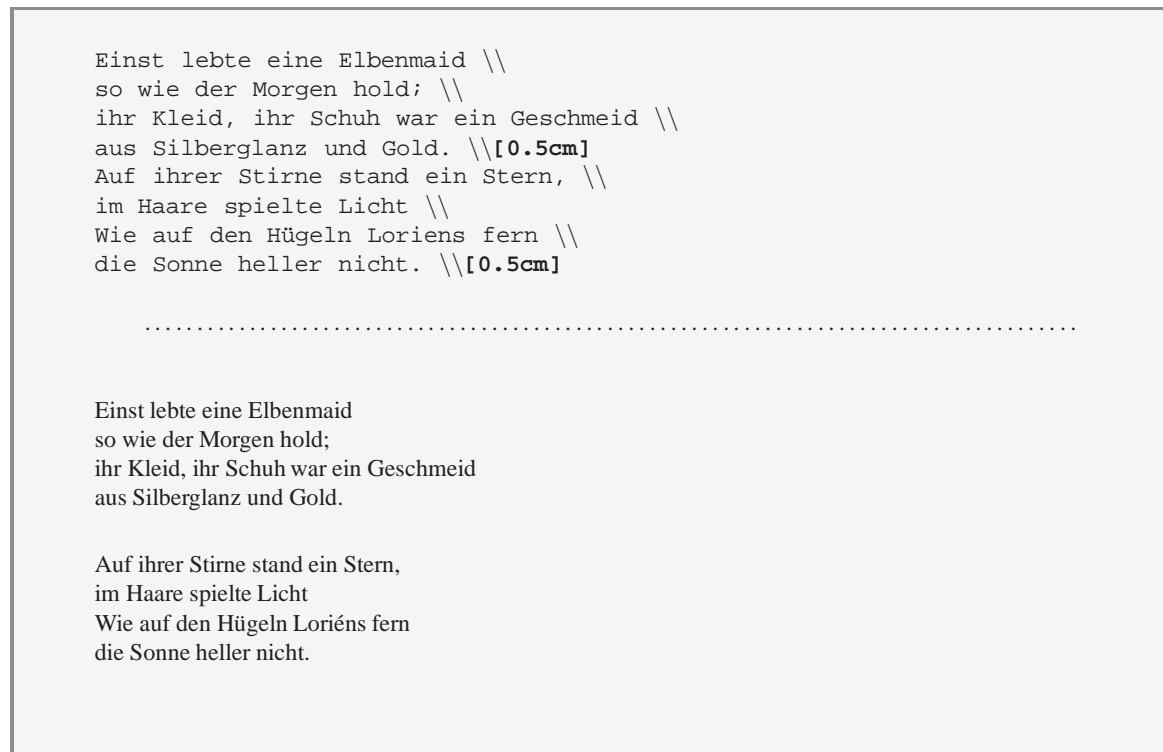 Einst lebte eine Elbenmaid \\
so wie der Morgen hold; \\
ihr Kleid, ihr Schuh war ein Geschmeid \\
aus Silberglanz und Gold. \\[0.5cm]
Auf ihrer Stirne stand ein Stern, \\
im Haare spielte Licht \\
Wie auf den Hügeln Loriens fern \\
die Sonne heller nicht. \\[0.5cm]
Einst lebte eine Elbenmaid
so wie der Morgen hold;
ihr Kleid, ihr Schuh war ein Geschmeid
aus Silberglanz und Gold.
Auf ihrer Stirne stand ein Stern,
im Haare spielte Licht
Wie auf den Hügeln Loriéns fern
die Sonne heller nicht.